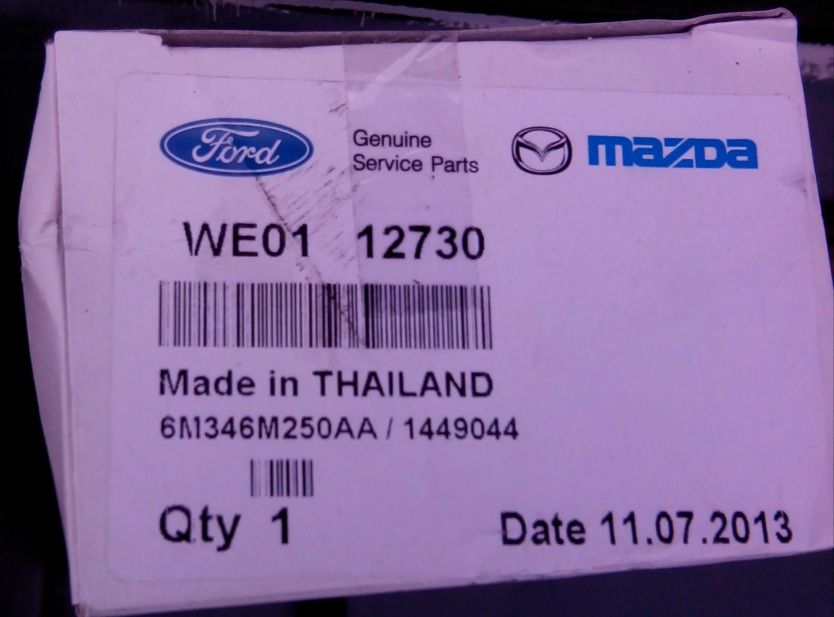 Ford Genuine mazDa
Service Parts
WE01 12730
Made in THAILAND
6M346M250AA / 1449044
Qty 1 Date 11.07.2013